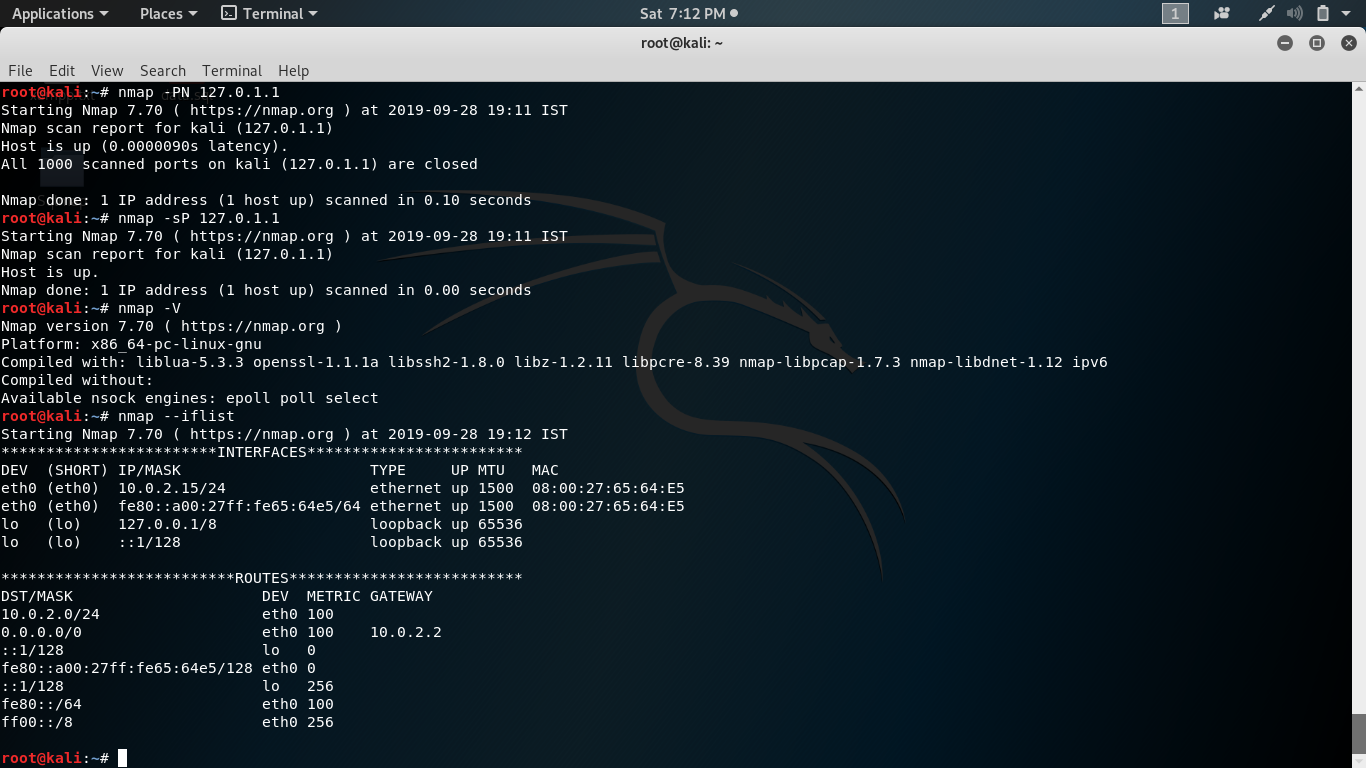 Applications Places Terminal Sat 7:12 PM 1
root@kali: ~
File Edit View Search Terminal Help
root@kali:~# nmap -PN 127.0.1.1
Starting Nmap 7.70 ( https://nmap.org ) at 2019-09-28 19:11 IST
Nmap scan report for kali (127.0.1.1)
Host is up (0.0000090s latency).
All 1000 scanned ports on kali (127.0.1.1) are closed
Nmap done: 1 IP address (1 host up) scanned in 0.10 seconds
root@kali:~# nmap -sP 127.0.1.1
Starting Nmap 7.70 ( https://nmap.org ) at 2019-09-28 19:11 IST
Nmap scan report for kali (127.0.1.1)
Host is up.
Nmap done: 1 IP address (1 host up) scanned in 0.00 seconds
root@kali:~# nmap -V
Nmap version 7.70 ( https://nmap.org )
Platform: x86_64-pc-linux-gnu
Compiled with: liblua-5.3.3 openssl-1.1.1a libssh2-1.8.0 libz-1.2.11 libpcre-8.39 nmap-libpcap-1.7.3 nmap-libdnet-1.12 ipv6
Compiled without:
Available nsock engines: epoll poll select
root@kali:~# nmap --iflist
Starting Nmap 7.70 ( https://nmap.org ) at 2019-09-28 19:12 IST
************************INTERFACES************************
DEV  (SHORT) IP/MASK                     TYPE     UP MTU   MAC
eth0 (eth0)  10.0.2.15/24                ethernet up 1500  08:00:27:65:64:E5
eth0 (eth0)  fe80::a00:27ff:fe65:64e5/64 ethernet up 1500  08:00:27:65:64:E5
lo   (lo)    127.0.0.1/8                 loopback up 65536
lo   (lo)    ::1/128                     loopback up 65536
**************************ROUTES**************************
DST/MASK                     DEV  METRIC GATEWAY
10.0.2.0/24                  eth0 100
0.0.0.0/0                    eth0 100    10.0.2.2
::1/128                      lo   0
fe80::a00:27ff:fe65:64e5/128 eth0 0
::1/128                      lo   256
fe80::/64                    eth0 100
ff00::/8                     eth0 256
root@kali:~#